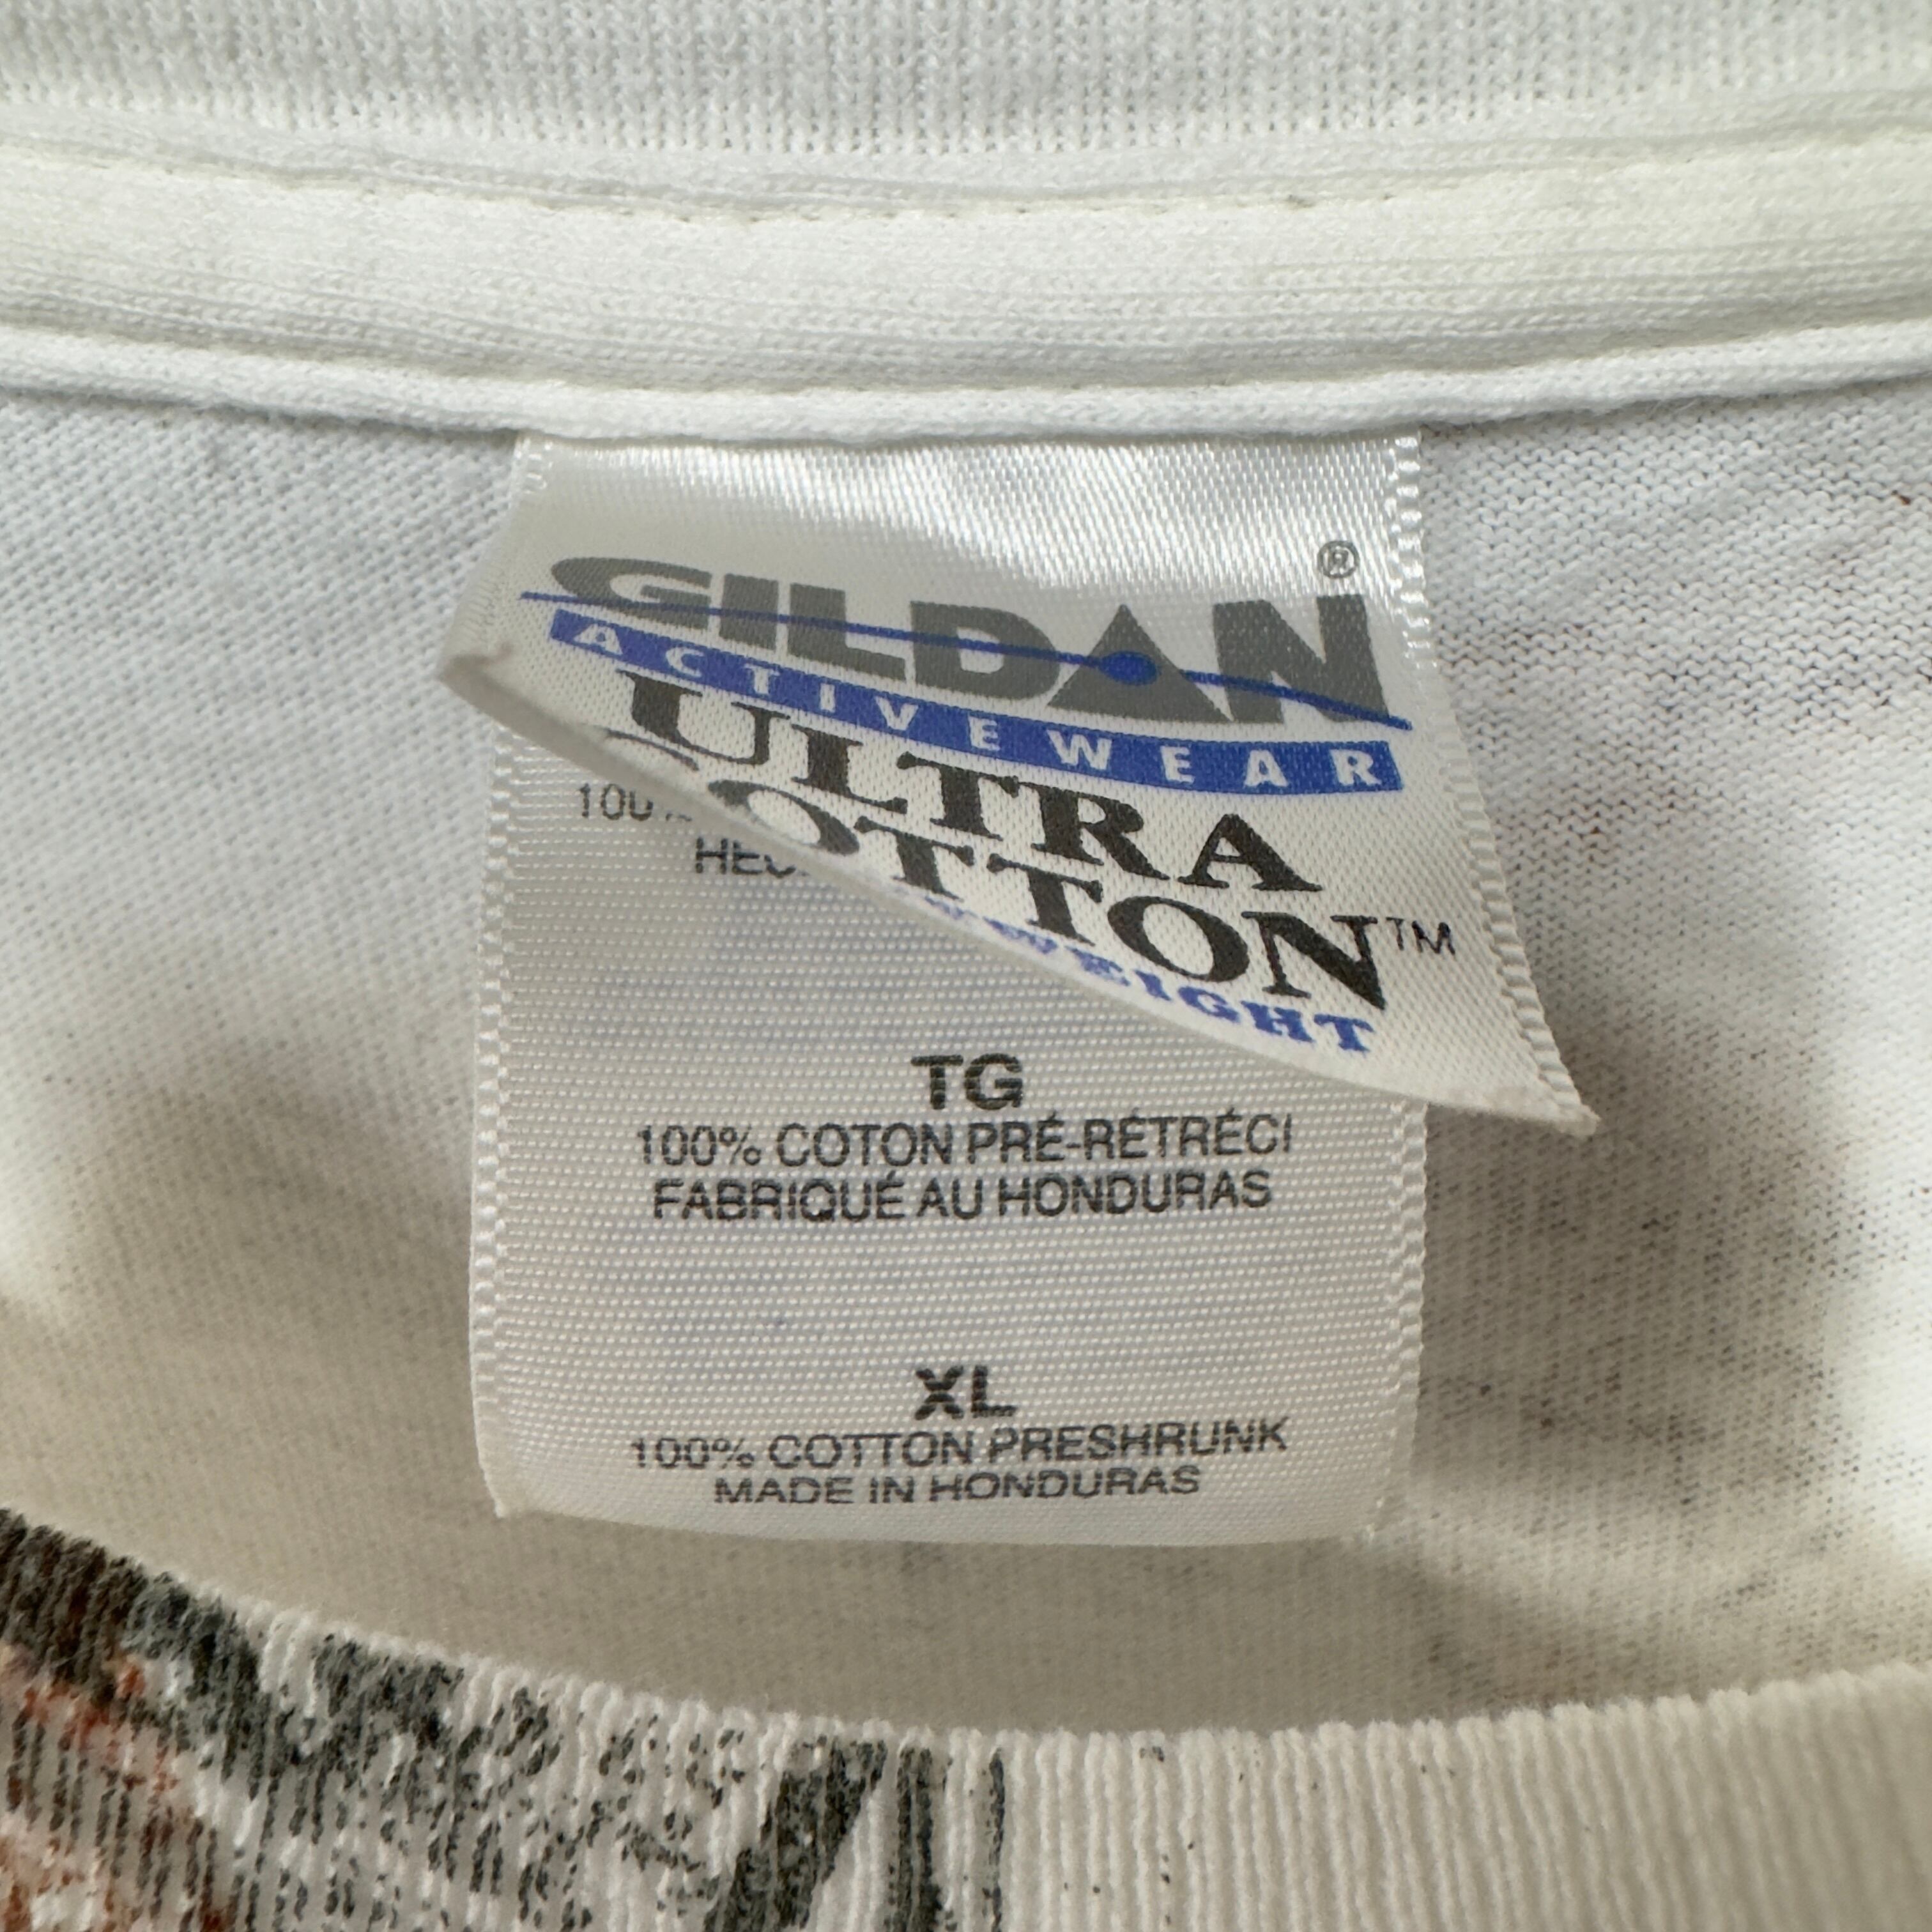 GILDAN®
ACTIVEWEAR
ULTRA
COTTON™
TG
100% COTON PRÉ-RÉTRÉCI
FABRIQUÉ AU HONDURAS
XL
100% COTTON PRESHRUNK
MADE IN HONDURAS